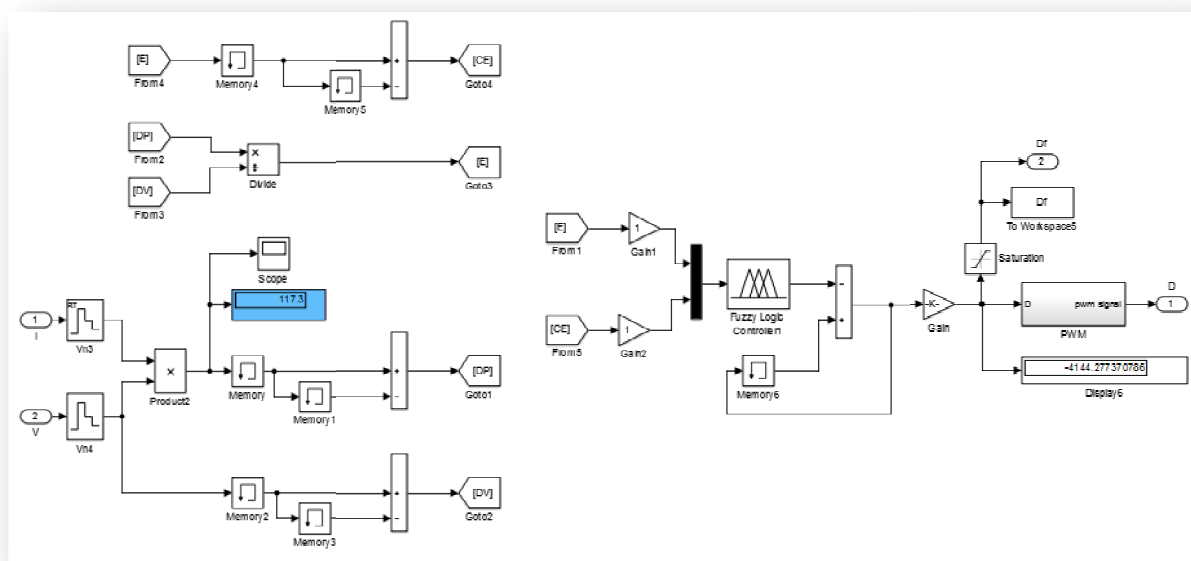 [E]
From4
Memory4
Memory5
+
-
[CE]
Goto4
[DP]
From2
[DV]
From3
×
÷
Divide
[E]
Goto3
Scope
117.3
1
I
RT
Vn3
2
V
Vn4
×
Product2
Memory
Memory1
+
-
[DP]
Goto1
Memory2
Memory3
+
-
[DV]
Goto2
[E]
From1
1
Gain1
[CE]
From5
1
Gain2
Fuzzy Logic
Controller1
-
+
Memory6
-K-
Gain
Saturation
Df
2
Df
To Workspace5
D
pwm signal
PWM
D
1
-4144.277370786
Display6